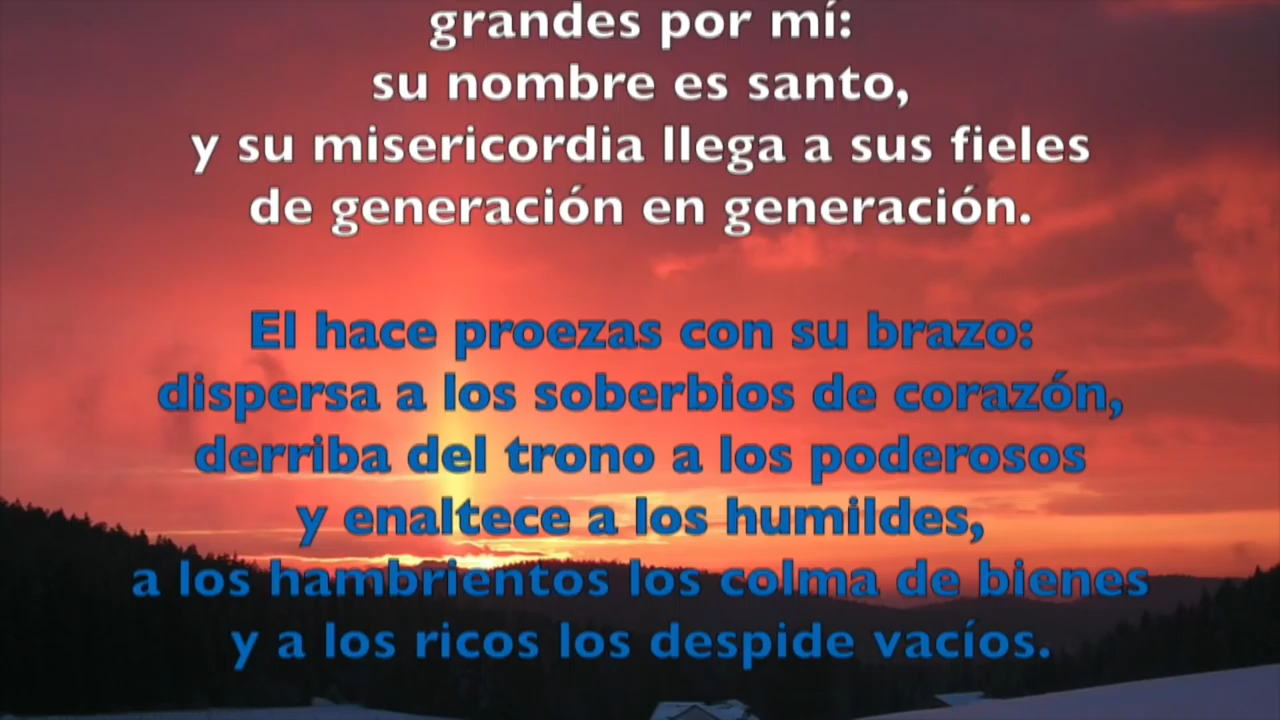 grandes por mí:
su nombre es santo,
y su misericordia llega a sus fieles
de generación en generación.
El hace proezas con su brazo:
dispersa a los soberbios de corazón,
derriba del trono a los poderosos
y enaltece a los humildes,
a los hambrientos los colma de bienes
y a los ricos los despide vacíos.